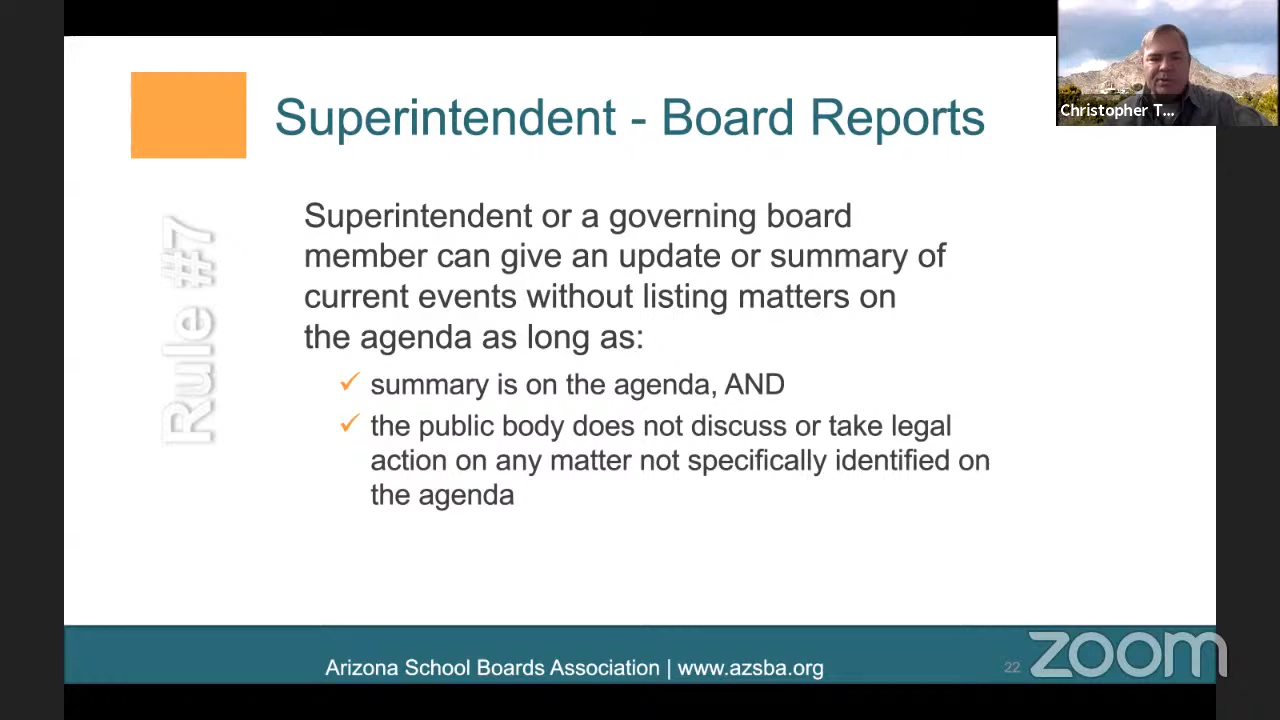 Superintendent - Board Reports
Christopher T...
Rule #7
Superintendent or a governing board
member can give an update or summary of
current events without listing matters on
the agenda as long as:
✓ summary is on the agenda, AND
✓ the public body does not discuss or take legal
action on any matter not specifically identified on
the agenda
Arizona School Boards Association | www.azsba.org
22
zoom